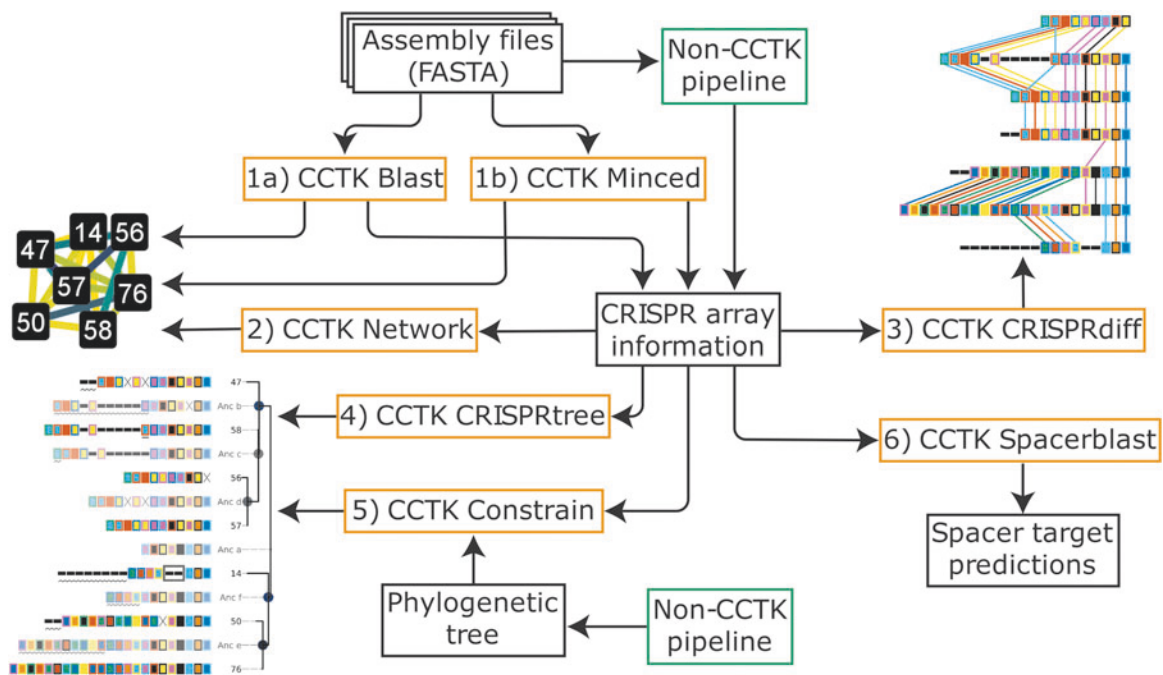 Assembly files
(FASTA)
Non-CCTK
pipeline
1a) CCTK Blast
1b) CCTK Minced
47
14
56
57
76
50
58
2) CCTK Network
CRISPR array
information
3) CCTK CRISPRdiff
4) CCTK CRISPRtree
5) CCTK Constrain
6) CCTK Spacerblast
Spacer target
predictions
Phylogenetic
tree
Non-CCTK
pipeline
47
Anc b
58
Anc c
56
Anc d
57
Anc a
14
Anc f
50
Anc e
76